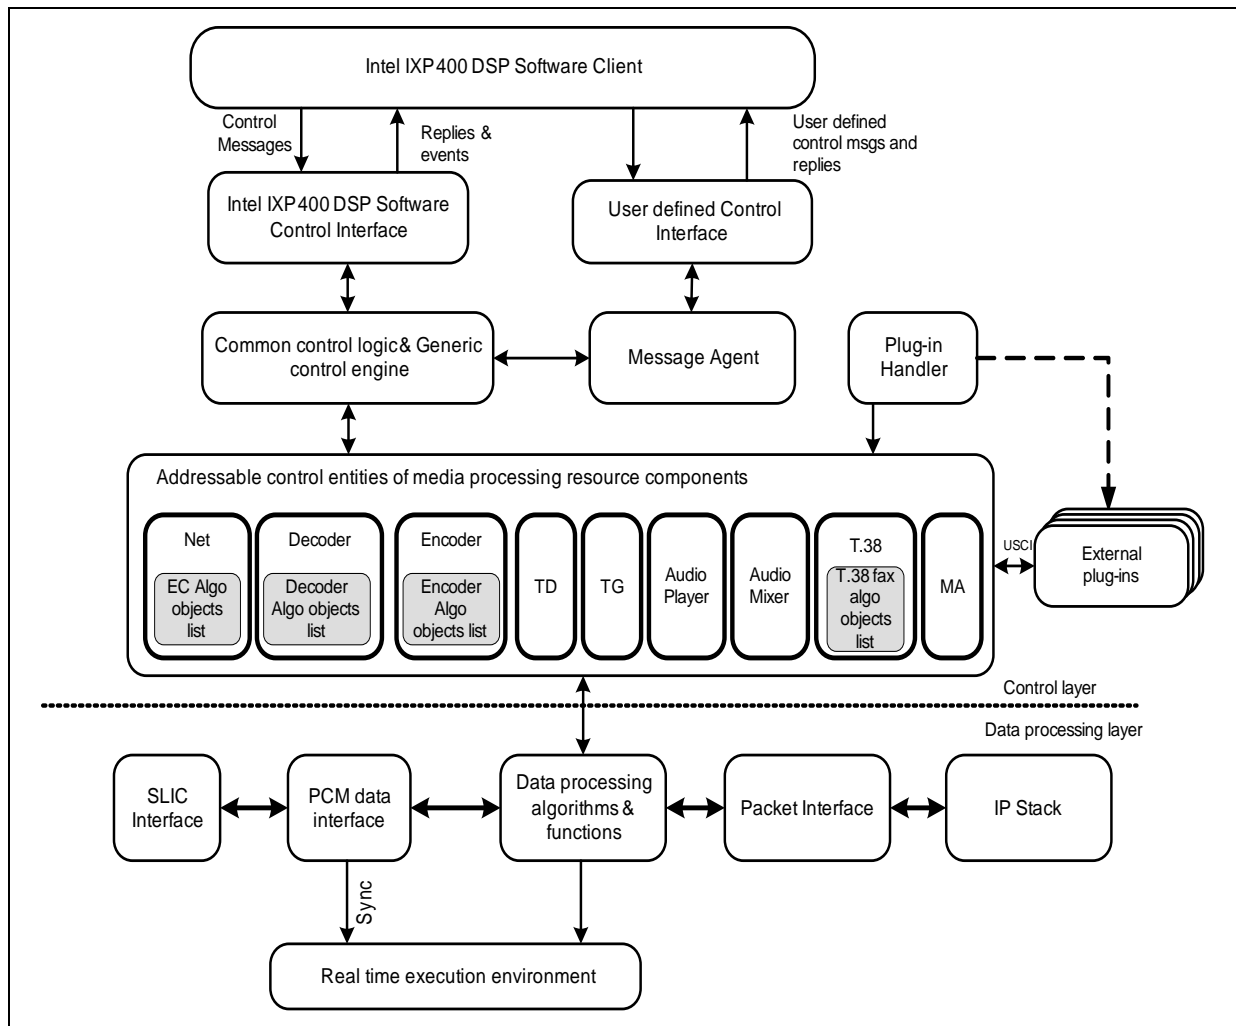 Intel IXP400 DSP Software Client
Control
Messages
Replies &
events
User defined
control msgs and
replies
Intel IXP400 DSP Software
Control Interface
User defined Control
Interface
Common control logic & Generic
control engine
Message Agent
Plug-in
Handler
Addressable control entities of media processing resource components
Net
EC Algo
objects
list
Decoder
Decoder
Algo objects
list
Encoder
Encoder
Algo
objects list
TD
TG
Audio
Player
Audio
Mixer
T.38
T.38 fax
algo
objects
list
MA
USCI
External
plug-ins
Control layer
Data processing layer
SLIC
Interface
PCM data
interface
Data processing
algorithms &
functions
Packet Interface
IP Stack
Sync
Real time execution environment